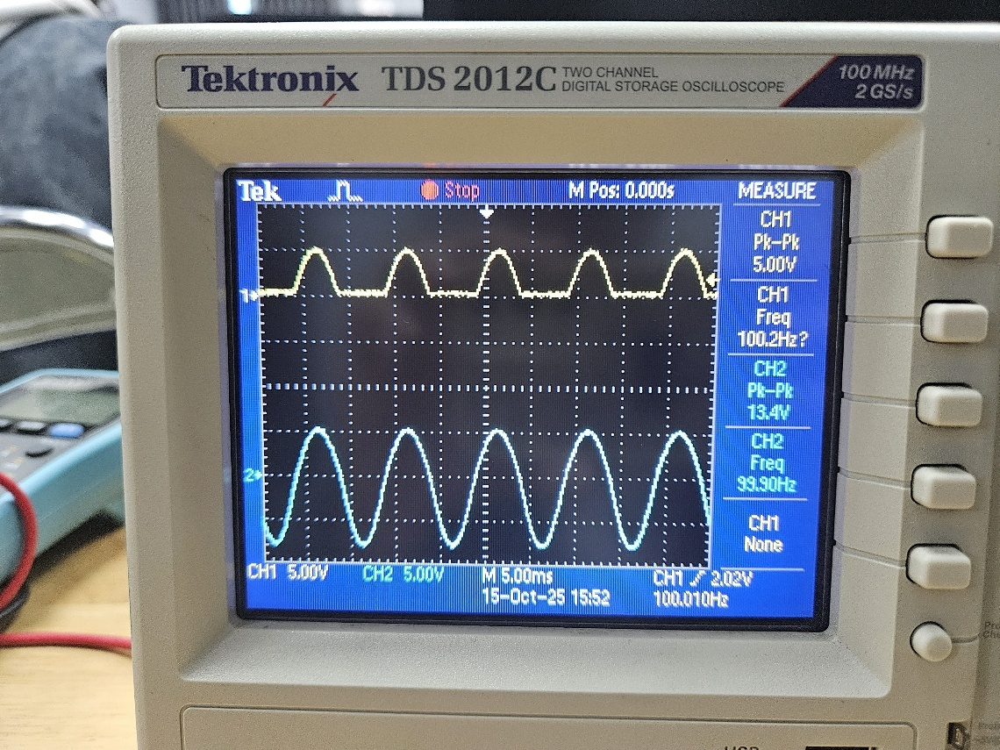 Tektronix TDS 2012C TWO CHANNEL DIGITAL STORAGE OSCILLOSCOPE
100 MHz
2 GS/s
Tek Stop M Pos: 0.000s MEASURE
CH1
Pk-Pk
5.00V
CH1
Freq
100.2Hz?
CH2
Pk-Pk
13.4V
CH2
Freq
99.90Hz
CH1
None
1
2
CH1 5.00V CH2 5.00V M 5.00ms CH1 2.02V
15-Oct-25 15:52 100.010Hz